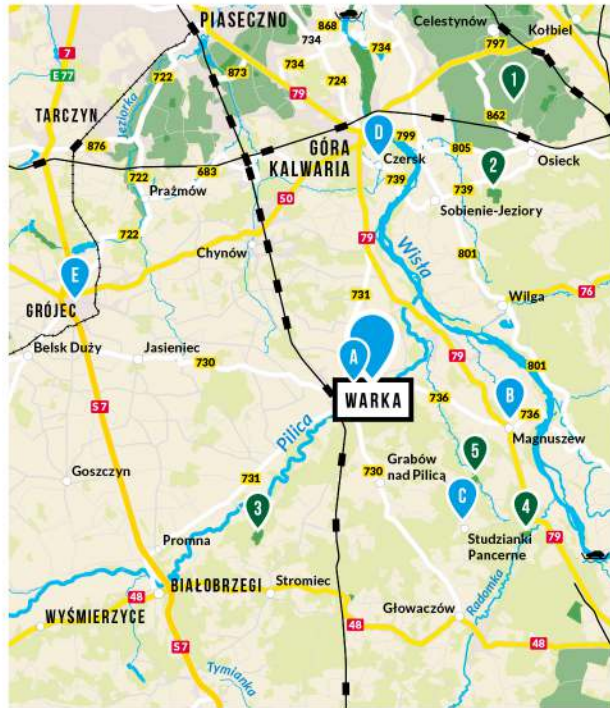 PIASECZNO
868
734
734
734
724
Celestynów
Kołbiel
797
7
E 77
722
873
79
1
862
TARCZYN
Jeziorka
876
D
799
GÓRA
KALWARIA
Czersk
805
Osieck
2
739
739
722
683
Prażmów
50
Sobienie-Jeziory
722
Chynów
79
Wisła
801
E
731
Wilga
76
GRÓJEC
Belsk Duży
Jasieniec
730
A
WARKA
79
801
B
736
736
Magnuszew
S7
Pilica
Goszczyn
731
3
730
Grabów
nad Pilicą
5
C
4
Studzianki
Pancerne
79
Promna
BIAŁOBRZEGI
Stromiec
48
WYŚMIERZYCE
Głowaczów
Radomka
48
48
S7
Tymianka